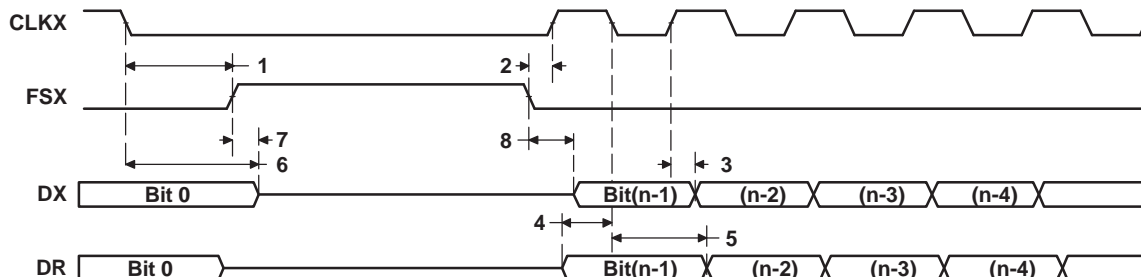 CLKX
1 2
FSX
7 8
6 3
DX Bit 0 Bit(n-1) (n-2) (n-3) (n-4)
4 5
DR Bit 0 Bit(n-1) (n-2) (n-3) (n-4)